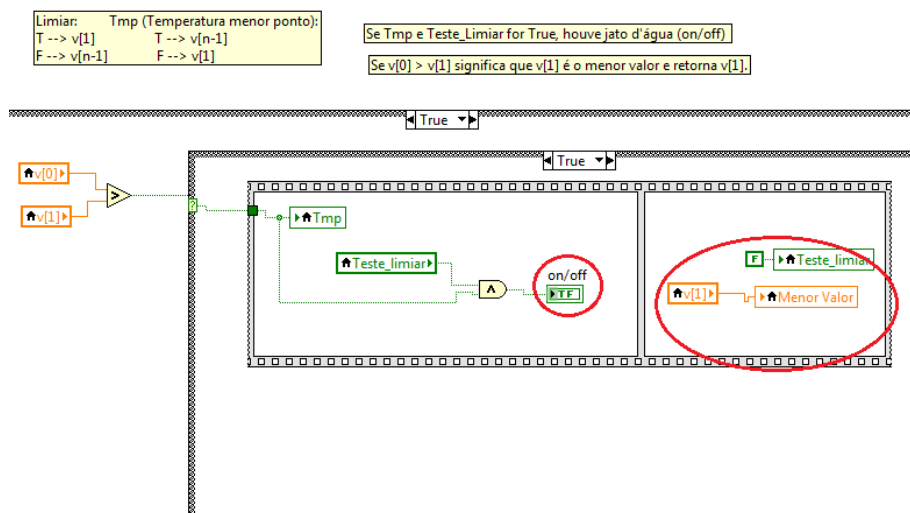 Limiar: Tmp (Temperatura menor ponto):
T --> v[1] T --> v[n-1]
F --> v[n-1] F --> v[1]
Se Tmp e Teste_Limiar for True, houve jato d'água (on/off)
Se v[0] > v[1] significa que v[1] é o menor valor e retorna v[1].
True
True
v[0]
>
v[1]
?
Tmp
Teste_limiar
∧
on/off
TF
F
Teste_limiar
v[1]
Menor Valor